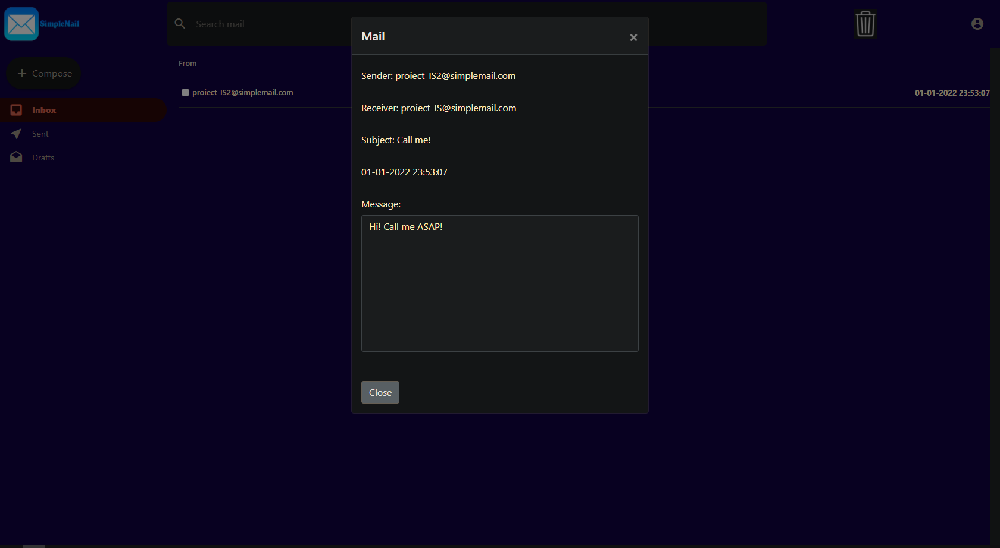 SimpleMail
Search mail
Mail
×
Compose
From
Sender: proiect_IS2@simplemail.com
proiect_IS2@simplemail.com
01-01-2022 23:53:07
Inbox
Receiver: proiect_IS@simplemail.com
Sent
Subject: Call me!
Drafts
01-01-2022 23:53:07
Message:
Hi! Call me ASAP!
Close